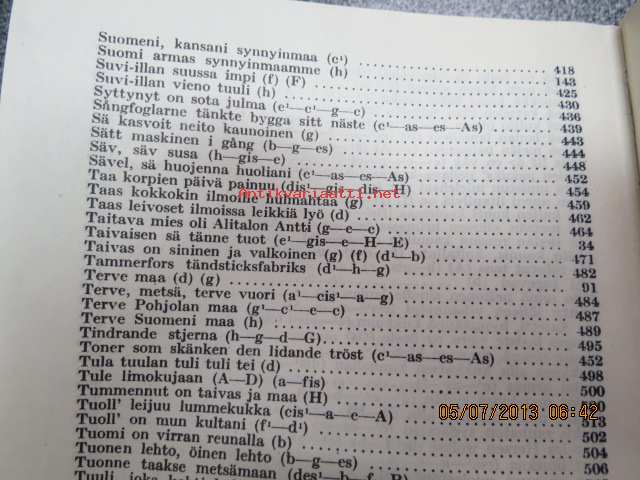 Suomeni, kansani synnyinmaa (c¹) 418
Suomi armas synnyinmaamme (h) 143
Suvi-illan suussa impi (f) (F) 425
Suvi-illan vieno tuuli (h) 430
Syttynyt on sota julma (e¹—c¹—g—c) 436
Sångfoglarne tänkte bygga sitt näste (c¹—as—es—As) 439
Sä kasvoit neito kaunoinen (g) 443
Sätt maskinen i gång (b—g—es) 444
Säv, säv susa (h—gis—e) 448
Sävel, sä huojenna huoliani (c¹—as—es—As) 452
Taa korpien päivä painuu (dis¹—gis—dis—H) 454
Taas kokkokin ilmoille humahtaa (g) 459
Taas leivoset ilmoissa leikkiä lyö (d) 462
Taitava mies oli Alitalon Antti (g—e—c) 464
Taivaisen sä tänne tuot (e¹—gis—e—H—E) 34
Taivas on sininen ja valkoinen (g) (f) (d¹—b) 471
Tammerfors tändsticksfabriks (d¹—h—g) 482
Terve maa (d) (g) 91
Terve, metsä, terve vuori (a¹—cis¹—a—g) 484
Terve Pohjolan maa (g¹—c¹—e—c) 487
Terve Suomeni maa (h) 489
Tindrande stjerna (h—g—d—G) 495
Toner som skänken den lidande tröst (c¹—as—es—As) 452
Tula tuulan tuli tuli tei (d) 498
Tule limokujaan (A—D) (a—fis) 500
Tummennut on taivas ja maa (H)
Tuoll' leijuu lummekukka (cis¹—a—e—A) 513
Tuoll' on mun kultani (f¹—d¹) 502
Tuomi on virran reunalla (b) 504
Tuonen lehto, öinen lehto (b—g—es) 506
Tuonne taakse metsämaan (des¹—b—f—B)
Tuuli, joka
antikvariaatti.net
05/07/2013 06:42